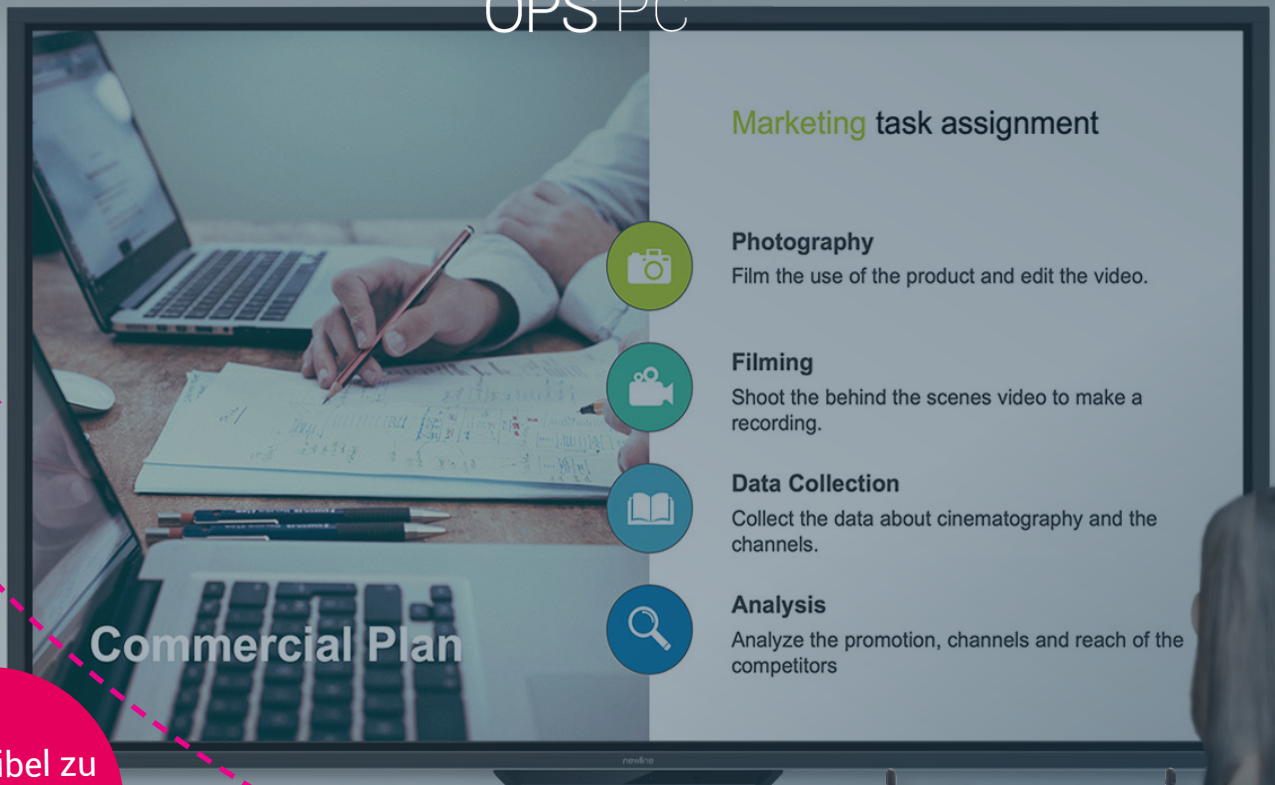 OPS PC
Marketing task assignment
Photography
Film the use of the product and edit the video.
Filming
Shoot the behind the scenes video to make a
recording.
Data Collection
Collect the data about cinematography and the
channels.
Analysis
Analyze the promotion, channels and reach of the
competitors
Commercial Plan
newline
ibel zu